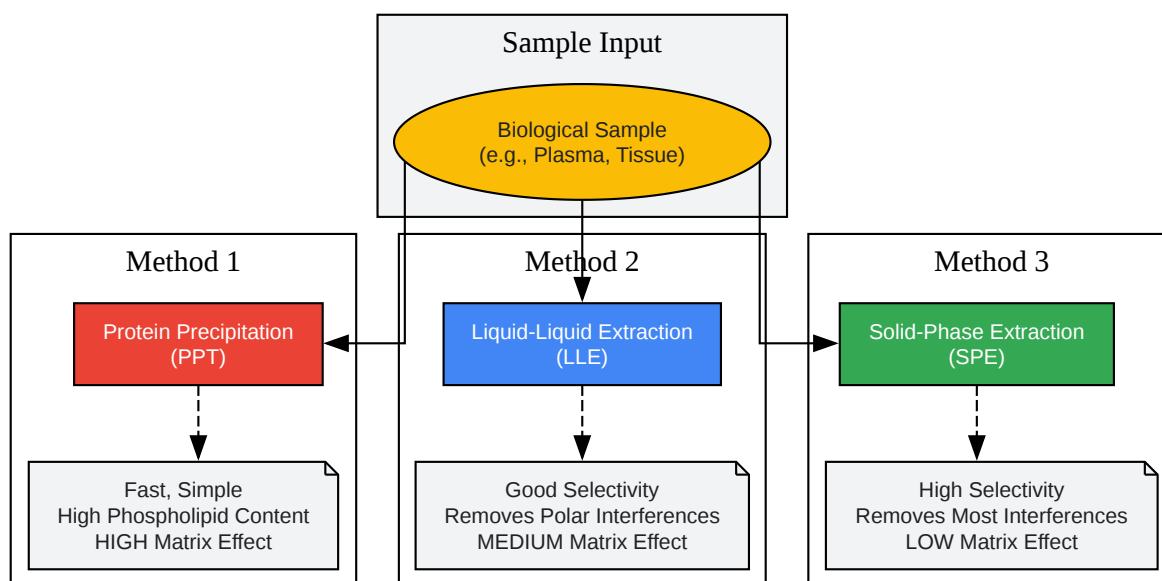 Sample Input
Biological Sample
(e.g., Plasma, Tissue)
Method 1
Protein Precipitation
(PPT)
Fast, Simple
High Phospholipid Content
HIGH Matrix Effect
Method 2
Liquid-Liquid Extraction
(LLE)
Good Selectivity
Removes Polar Interferences
MEDIUM Matrix Effect
Method 3
Solid-Phase Extraction
(SPE)
High Selectivity
Removes Most Interferences
LOW Matrix Effect